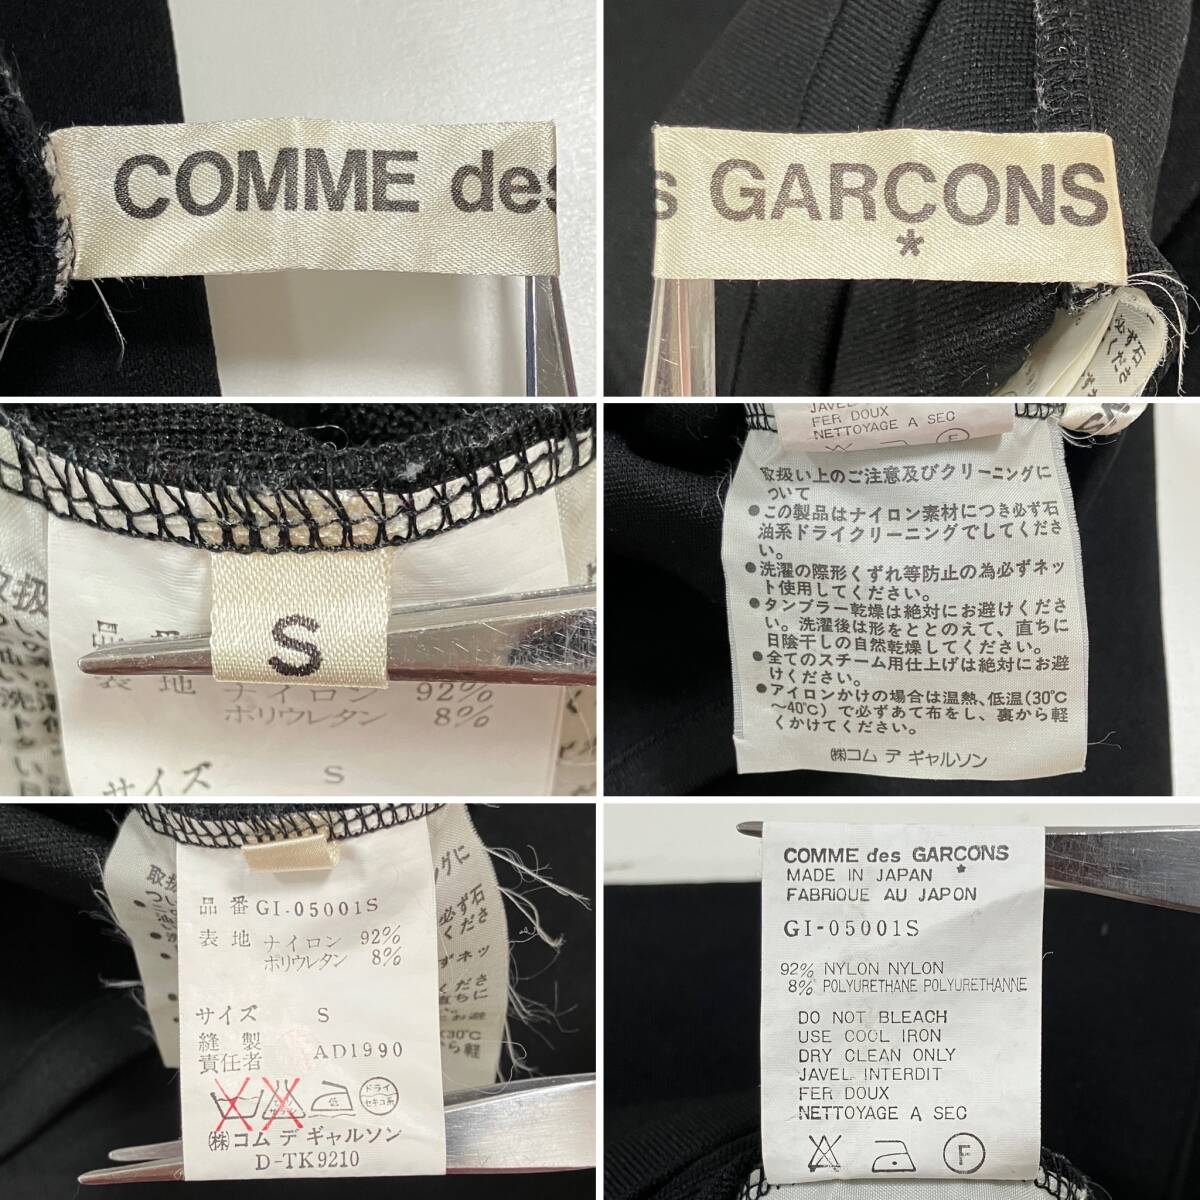 COMME des
s GARCONS
*
S
表 地 ナイロン 92%
ポリウレタン 8%
サイズ S
FER DOUX
NETTOYAGE A SEC
F
取扱い上のご注意及びクリーニングに
ついて
●この製品はナイロン素材につき必ず石
油系ドライクリーニングでしてくださ
い。
●洗濯の際形くずれ等防止の為必ずネッ
ト使用してください。
●タンブラー乾燥は絶対にお避けくださ
い。洗濯後は形をととのえて、直ちに
日陰干しの自然乾燥してください。
●全てのスチーム用仕上げは絶対にお避
けください。
●アイロンかけの場合は温熱、低温(30℃
〜40℃)で必ずあて布をし、裏から軽
くかけてください。
㈱コム デ ギャルソン
品 番 GI-05001S
表 地 ナイロン 92%
ポリウレタン 8%
サイズ S
縫 製
責任者 AD1990
低 ドライ
セキユ系
㈱コム デ ギャルソン
D-TK9210
COMME des GARCONS
*
MADE IN JAPAN
FABRIQUE AU JAPON
GI-05001S
92% NYLON NYLON
8% POLYURETHANE POLYURETHANNE
DO NOT BLEACH
USE COOL IRON
DRY CLEAN ONLY
JAVEL INTERDIT
FER DOUX
NETTOYAGE A SEC
F